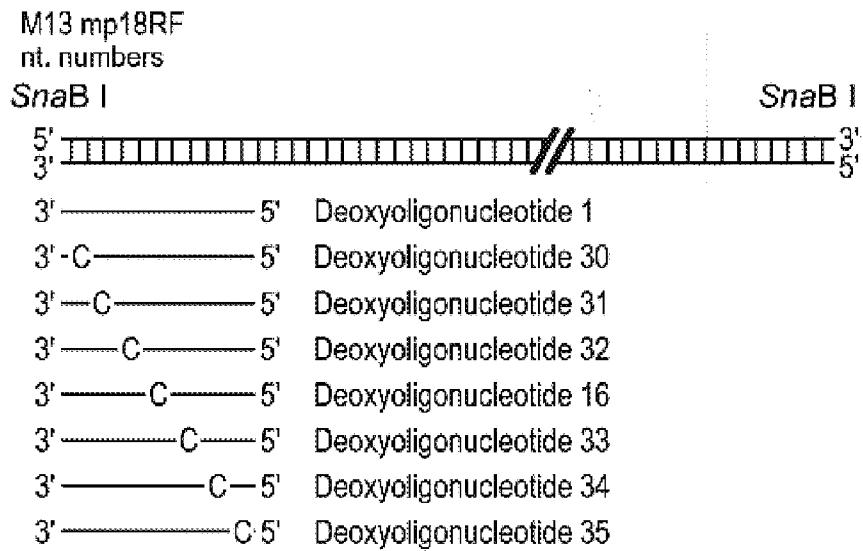 M13 mp18RF
nt. numbers
SnaB I SnaB I
5' 3'
3' 5'
3' 5' Deoxyoligonucleotide 1
3' C 5' Deoxyoligonucleotide 30
3' C 5' Deoxyoligonucleotide 31
3' C 5' Deoxyoligonucleotide 32
3' C 5' Deoxyoligonucleotide 16
3' C 5' Deoxyoligonucleotide 33
3' C 5' Deoxyoligonucleotide 34
3' C 5' Deoxyoligonucleotide 35